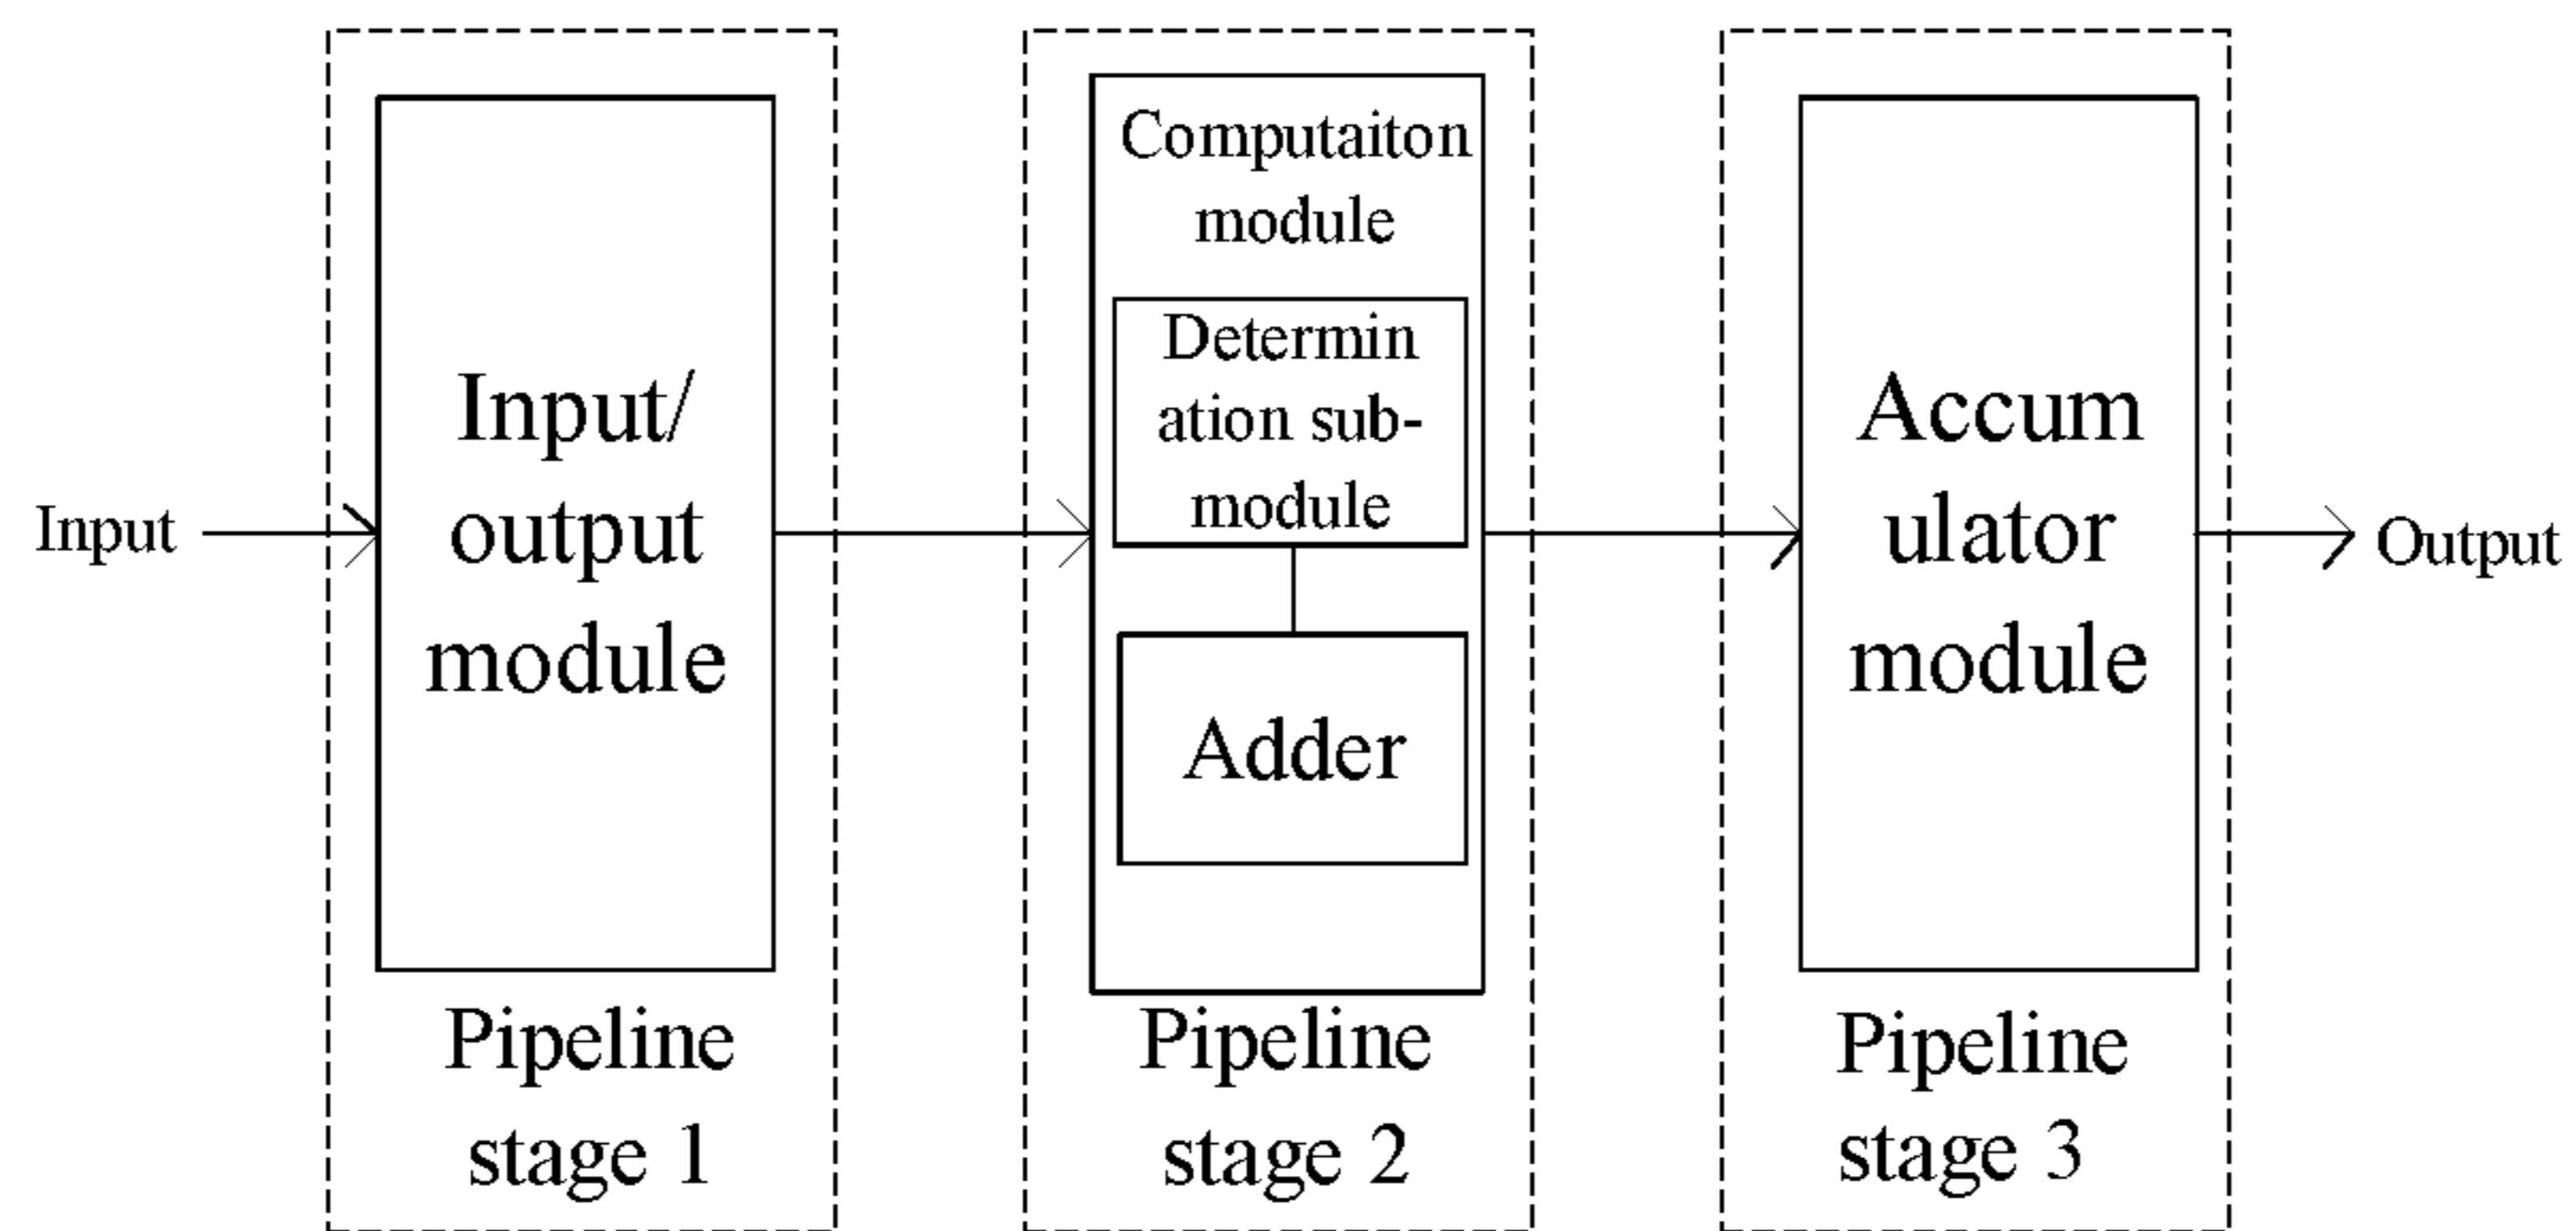 Input
Input/
output
module
Pipeline
stage 1
Computaiton
module
Determin
ation sub-
module
Adder
Pipeline
stage 2
Accum
ulator
module
Pipeline
stage 3
Output